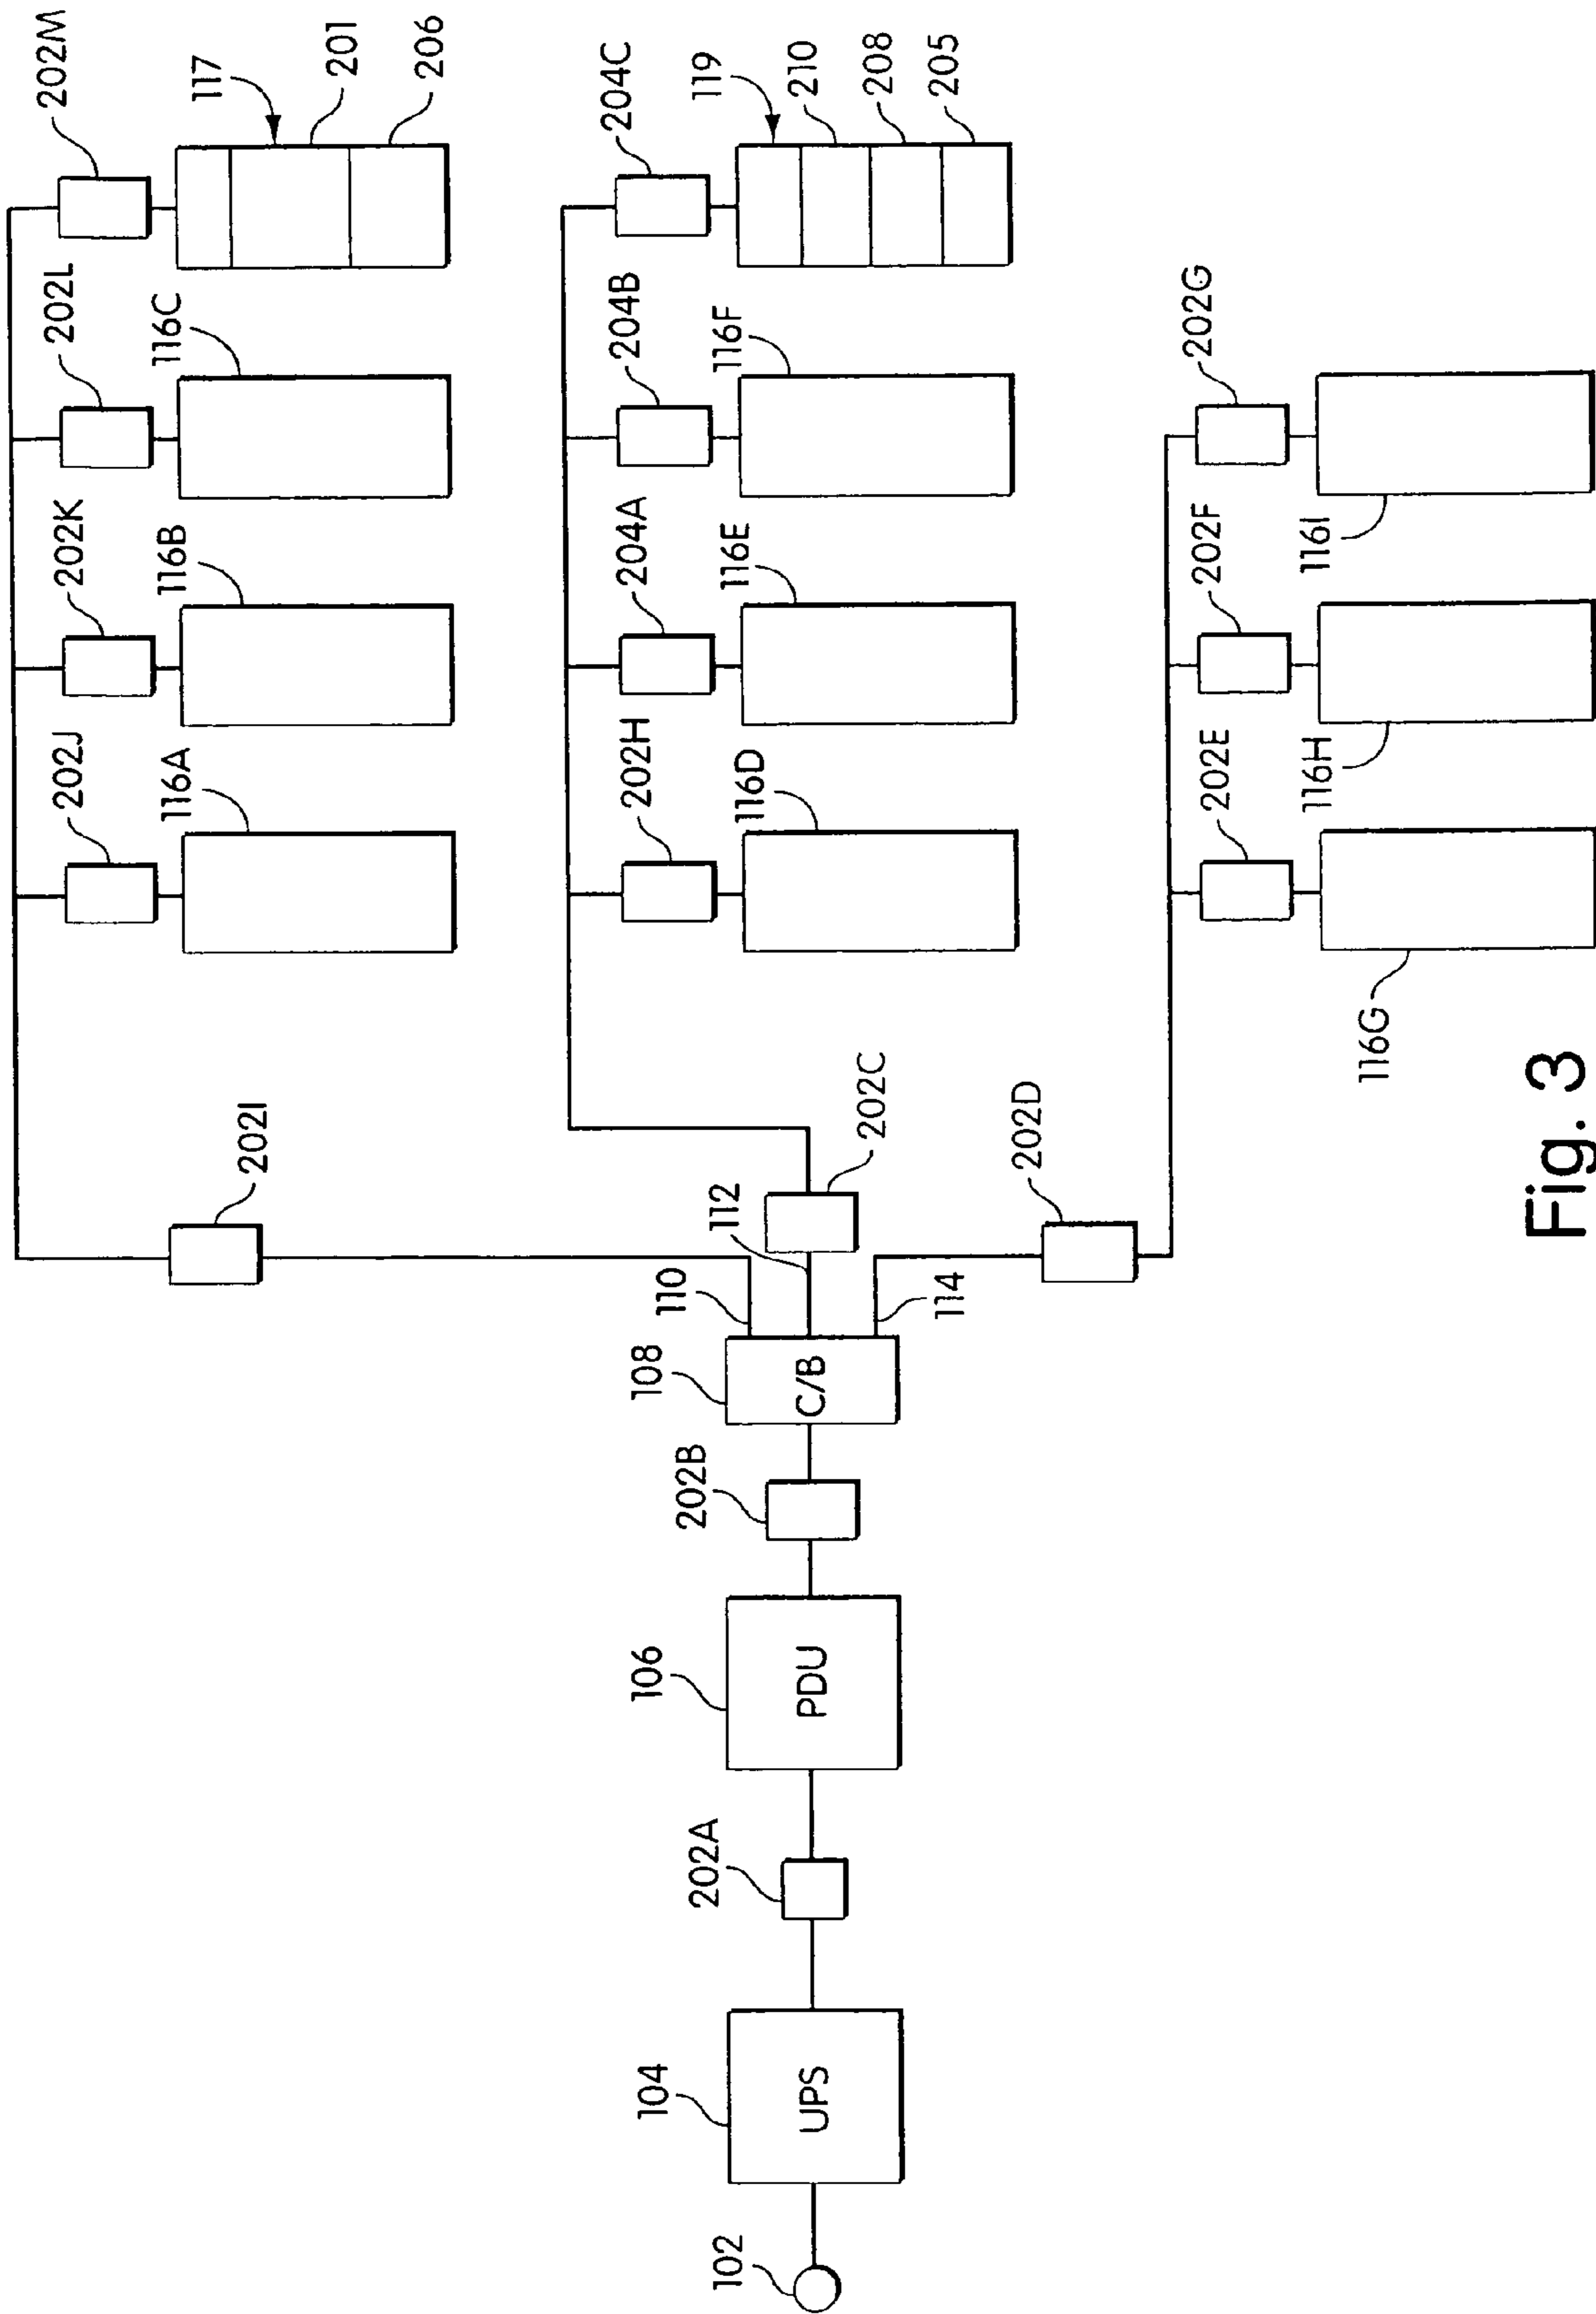 202M
117
201
206
202L
116C
202K
116B
202J
116A
204C
119
210
208
205
204B
116F
204A
116E
202H
116D
202G
116I
202F
116H
202E
116G
202I
202C
202D
110
112
114
108
C/B
202B
106
PDU
202A
104
UPS
102
Fig. 3